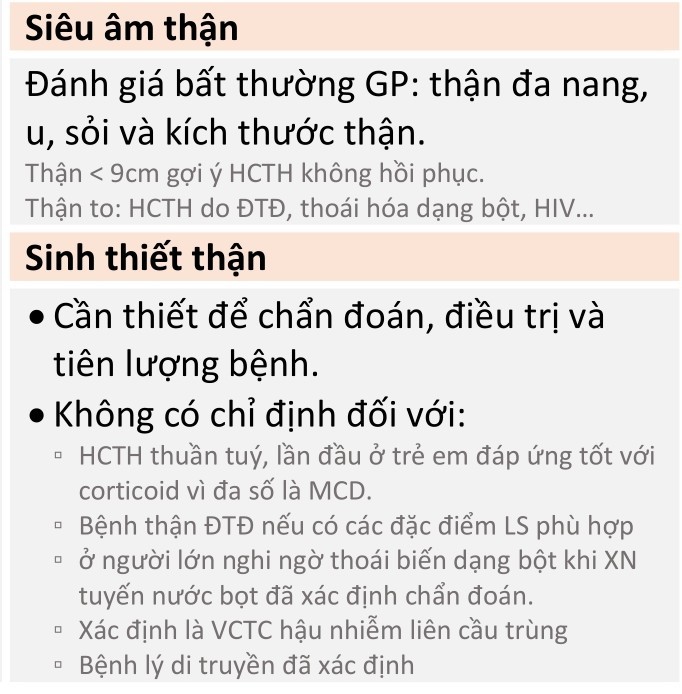 Siêu âm thận
Đánh giá bất thường GP: thận đa nang,
u, sỏi và kích thước thận.
Thận < 9cm gợi ý HCTH không hồi phục.
Thận to: HCTH do ĐTĐ, thoái hóa dạng bột, HIV...
Sinh thiết thận
• Cần thiết để chẩn đoán, điều trị và
tiên lượng bệnh.
• Không có chỉ định đối với:
▫ HCTH thuần tuý, lần đầu ở trẻ em đáp ứng tốt với
corticoid vì đa số là MCD.
▫ Bệnh thận ĐTĐ nếu có các đặc điểm LS phù hợp
▫ ở người lớn nghi ngờ thoái biến dạng bột khi XN
tuyến nước bọt đã xác định chẩn đoán.
▫ Xác định là VCTC hậu nhiễm liên cầu trùng
▫ Bệnh lý di truyền đã xác định